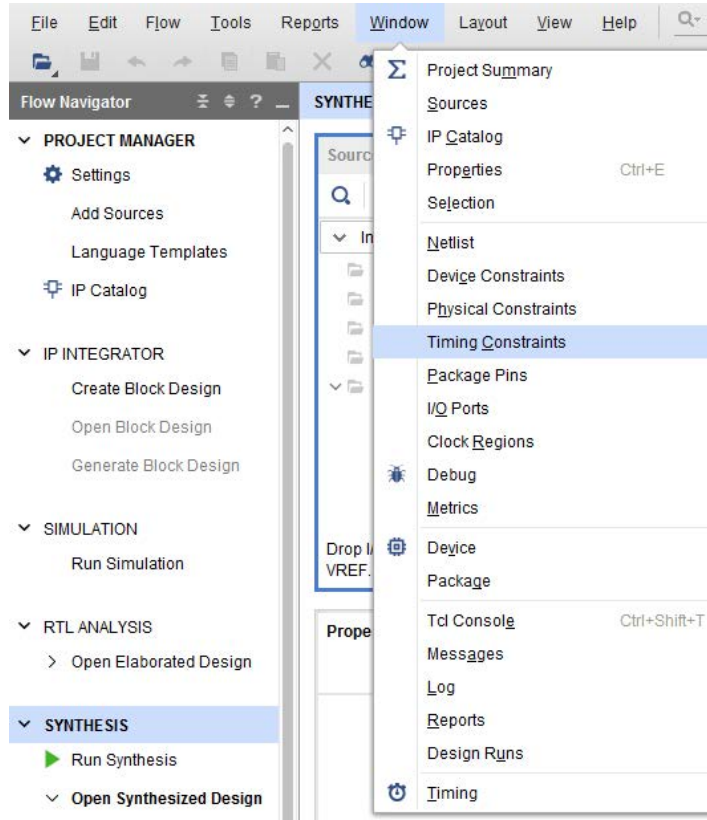 File Edit Flow Tools Reports Window Layout View Help
Flow Navigator ? SYNTHE
PROJECT MANAGER
Settings
Add Sources
Language Templates
IP Catalog
IP INTEGRATOR
Create Block Design
Open Block Design
Generate Block Design
SIMULATION
Run Simulation
RTL ANALYSIS
Open Elaborated Design
SYNTHESIS
Run Synthesis
Open Synthesized Design
Sourc
In
Drop I/
VREF.
Prope
Project Summary
Sources
IP Catalog
Properties Ctrl+E
Selection
Netlist
Device Constraints
Physical Constraints
Timing Constraints
Package Pins
I/O Ports
Clock Regions
Debug
Metrics
Device
Package
Tcl Console Ctrl+Shift+T
Messages
Log
Reports
Design Runs
Timing